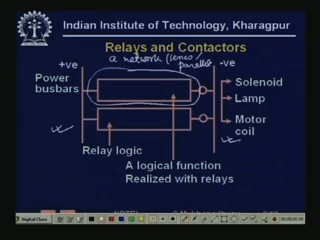 Indian Institute of Technology, Kharagpur
Relays and Contactors
+ve a network (series / -ve
parallel
Power
busbars
Solenoid
Lamp
Motor
coil
Relay logic
A logical function
Realized with relays